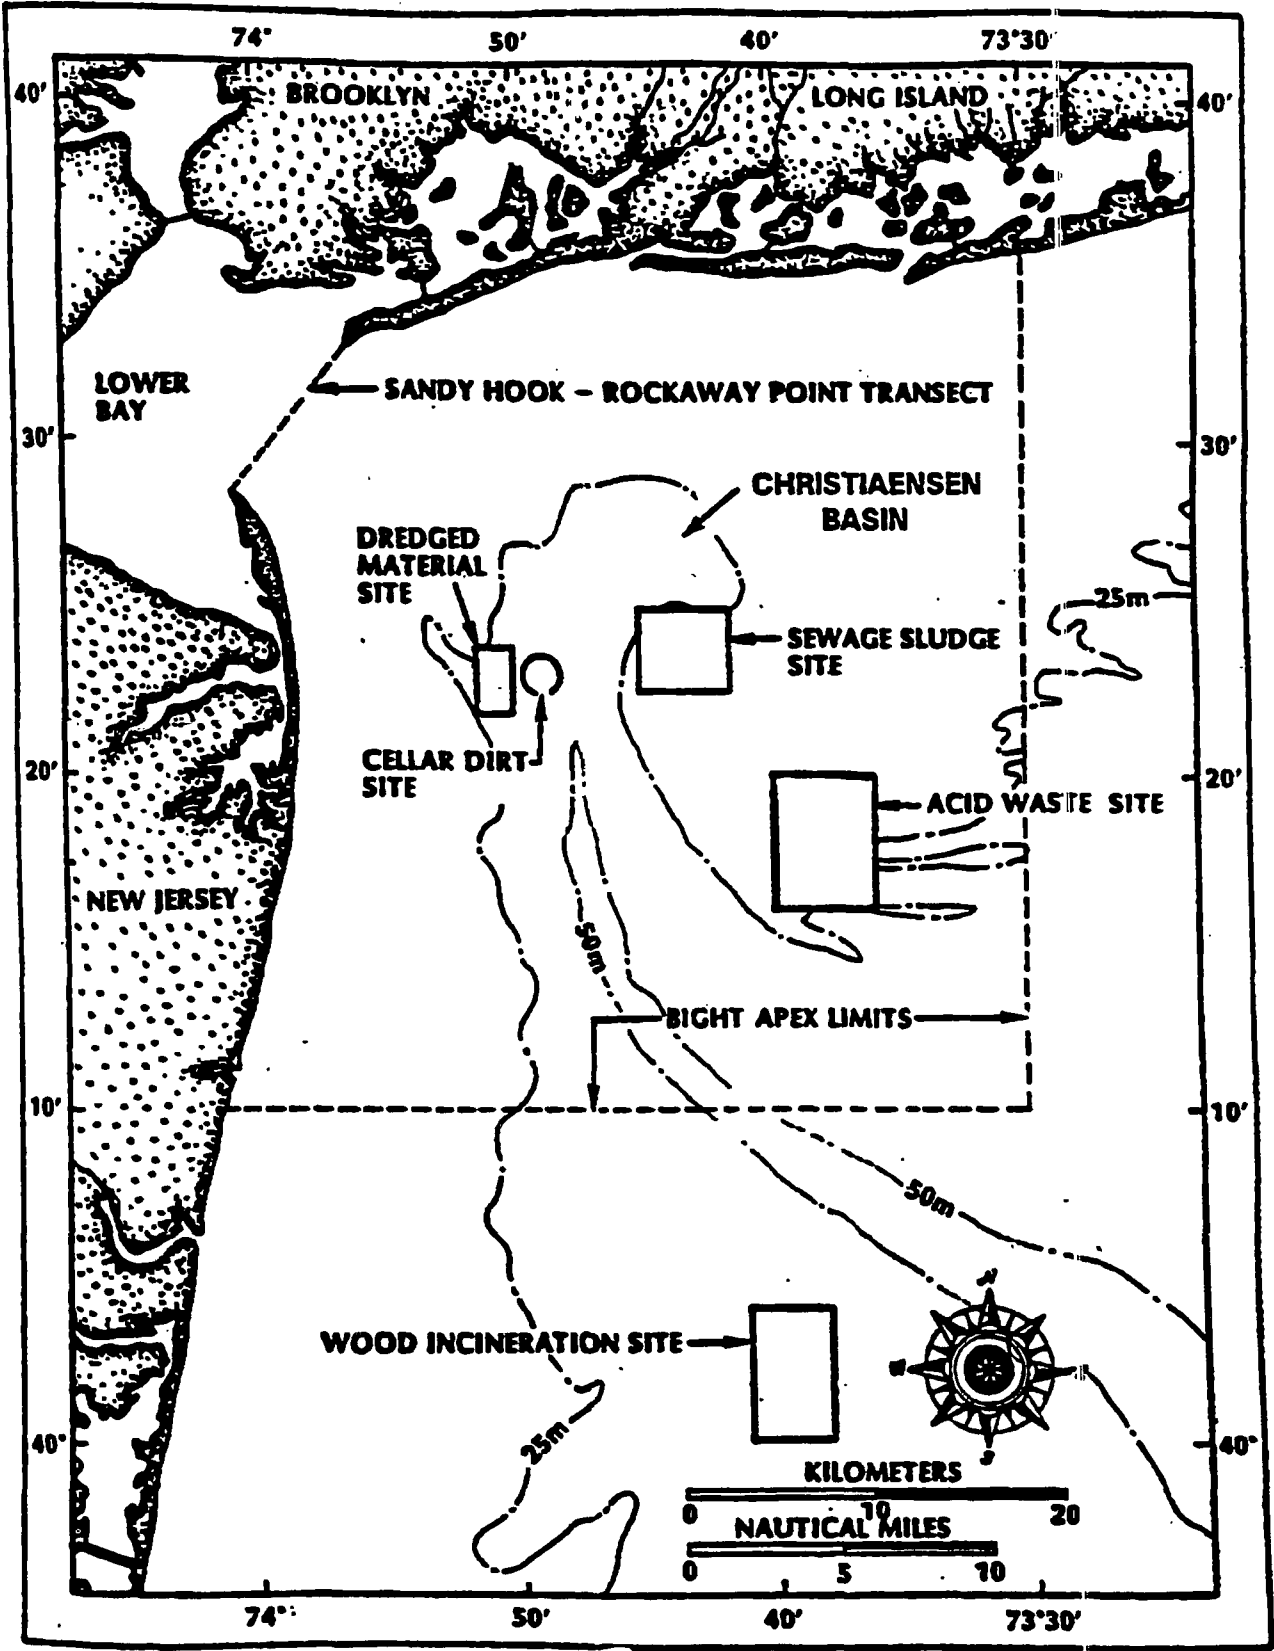 74°
50'
40'
73°30'
40'
BROOKLYN
LONG ISLAND
40'
LOWER
BAY
SANDY HOOK – ROCKAWAY POINT TRANSECT
30'
30'
CHRISTIAENSEN
BASIN
DREDGED
MATERIAL
SITE
25m
SEWAGE SLUDGE
SITE
CELLAR DIRT
SITE
20'
20'
ACID WASTE SITE
NEW JERSEY
50m
BIGHT APEX LIMITS
10'
10'
50m
N
WOOD INCINERATION SITE
W
25m
S
40°
40°
KILOMETERS
0
10
20
NAUTICAL MILES
0
5
10
74°
50'
40'
73°30'